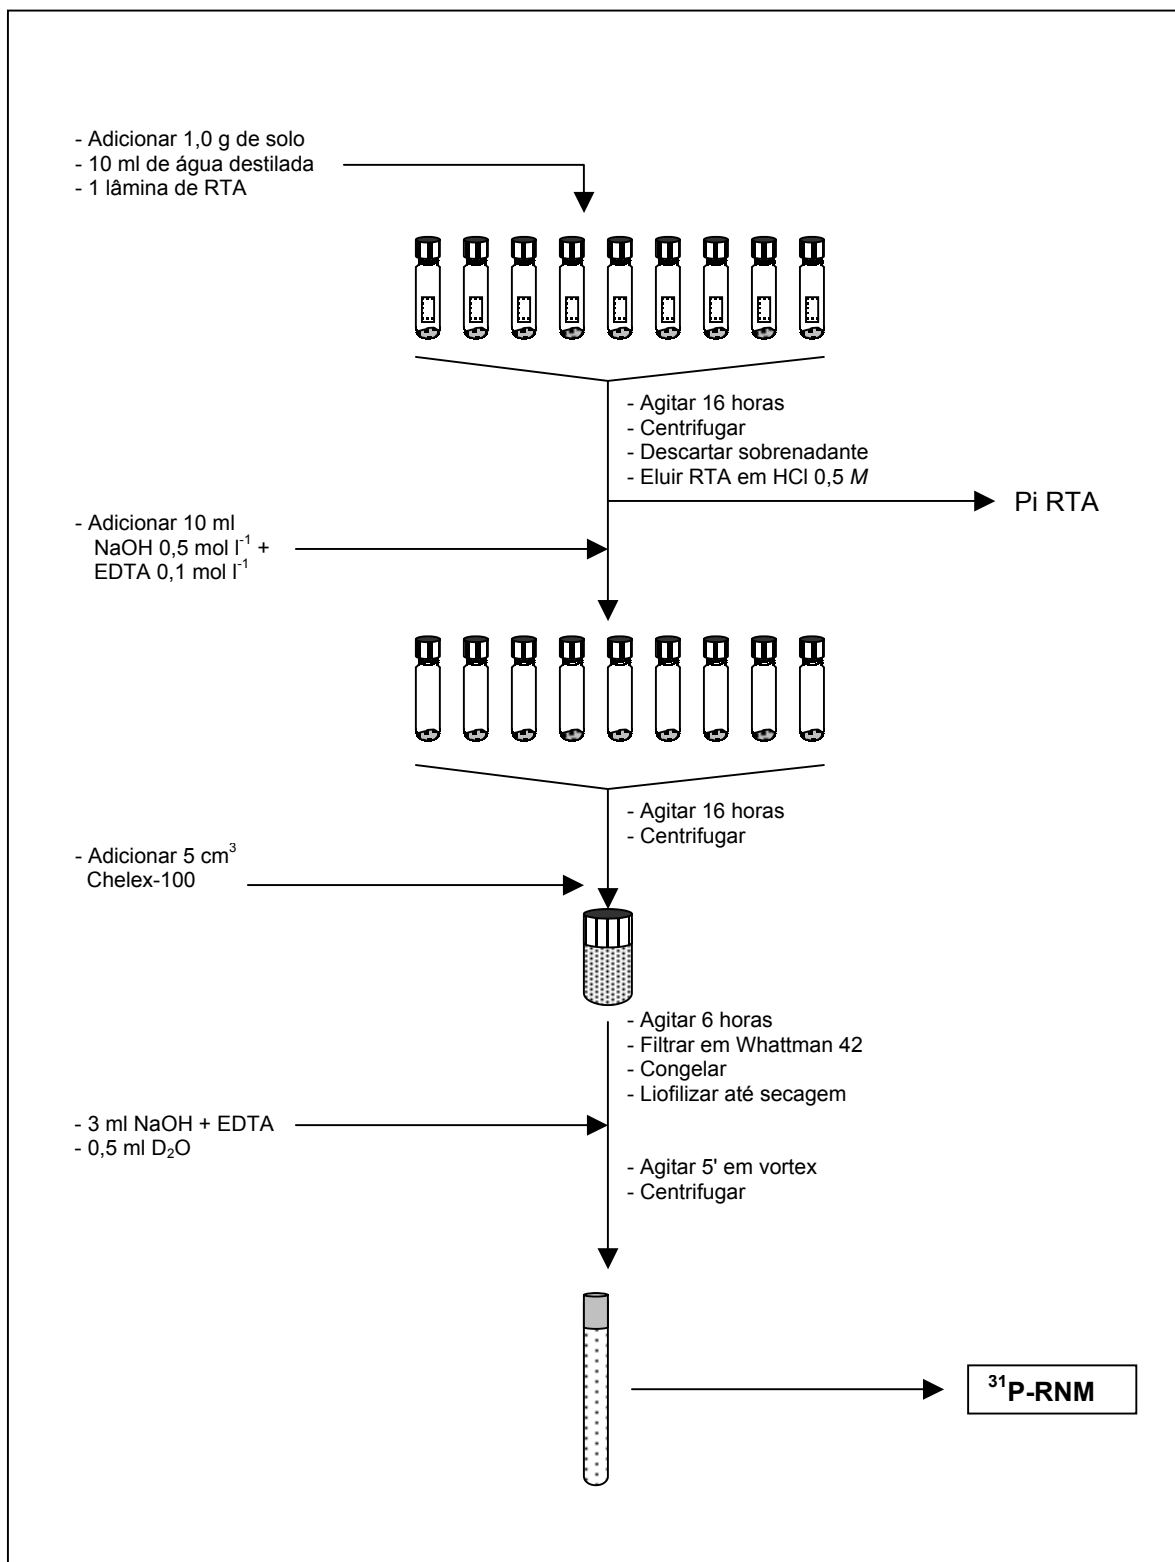 - Adicionar 1,0 g de solo
- 10 ml de água destilada
- 1 lâmina de RTA
- Agitar 16 horas
- Centrifugar
- Descartar sobrenadante
- Eluir RTA em HCl 0,5 M
Pi RTA
- Adicionar 10 ml
NaOH 0,5 mol l⁻¹ +
EDTA 0,1 mol l⁻¹
- Agitar 16 horas
- Centrifugar
- Adicionar 5 cm³
Chelex-100
- Agitar 6 horas
- Filtrar em Whattman 42
- Congelar
- Liofilizar até secagem
- 3 ml NaOH + EDTA
- 0,5 ml D₂O
- Agitar 5' em vortex
- Centrifugar
³¹P-RNM